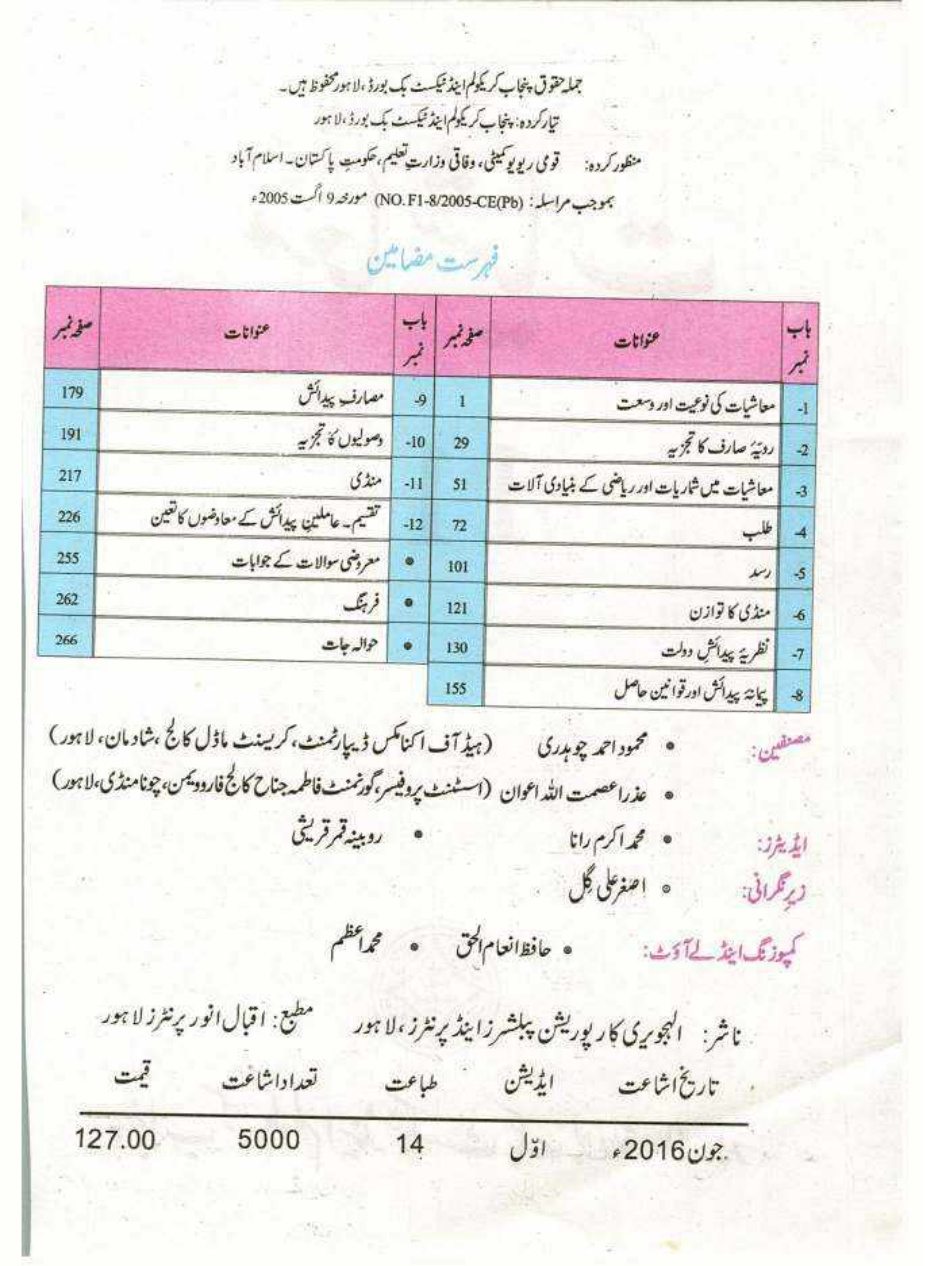 جملہ حقوق پنجاب کریکولم اینڈ ٹیکسٹ بک بورڈ، لاہور محفوظ ہیں۔
تیار کردہ: پنجاب کریکولم اینڈ ٹیکسٹ بک بورڈ، لاہور
منظور کردہ: قومی ریویو کمیٹی، وفاقی وزارتِ تعلیم، حکومتِ پاکستان۔ اسلام آباد
بموجب مراسلہ: (NO. F1-8/2005-CE(Pb) مورخہ 9 اگست 2005ء
فہرست مضامین
باب نمبر عنوانات صفحہ نمبر باب نمبر عنوانات صفحہ نمبر
1- معاشیات کی نوعیت اور وسعت 1 9- مصارفِ پیدائش 179
2- رویّۂ صارف کا تجزیہ 29 10- وصولیوں کا تجزیہ 191
3- معاشیات میں شماریات اور ریاضی کے بنیادی آلات 51 11- منڈی 217
4- طلب 72 12- تقسیم۔ عاملینِ پیدائش کے معاوضوں کا تعین 226
5- رسد 101 • معروضی سوالات کے جوابات 255
6- منڈی کا توازن 121 • فرہنگ 262
7- نظریۂ پیدائشِ دولت 130 • حوالہ جات 266
8- پیمانۂ پیدائش اور قوانین حاصل 155
مصنفین: • محمود احمد چوہدری (ہیڈ آف اکنامکس ڈیپارٹمنٹ، کریسنٹ ماڈل کالج، شادمان، لاہور)
• عذرا عصمت اللہ اعوان (اسسٹنٹ پروفیسر، گورنمنٹ فاطمہ جناح کالج فار وویمن، چونا منڈی، لاہور)
ایڈیٹرز: • محمد اکرم رانا • روبینہ قمر قریشی
زیرِ نگرانی: • اصغر علی گِل
کمپوزنگ اینڈ لے آؤٹ: • حافظ انعام الحق • محمد اعظم
ناشر: الہجویری کارپوریشن پبلشرز اینڈ پرنٹرز، لاہور مطبع: اقبال انور پرنٹرز لاہور
تاریخ اشاعت ایڈیشن طباعت تعداد اشاعت قیمت
جون 2016ء اوّل 14 5000 127.00